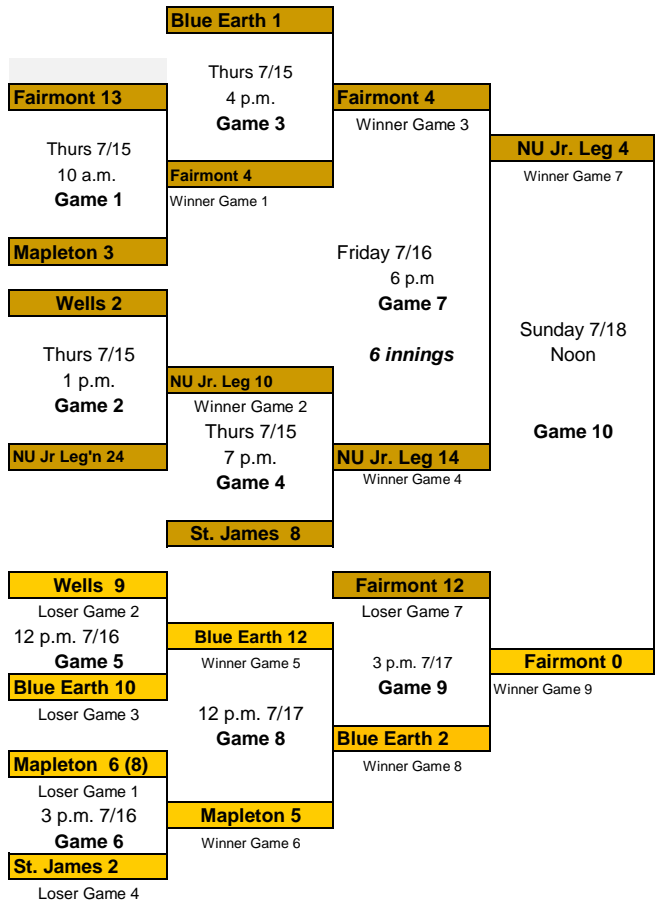 Blue Earth 1
Thurs 7/15
4 p.m.
Game 3
Fairmont 13
Thurs 7/15
10 a.m.
Game 1
Mapleton 3
Fairmont 4
Winner Game 1
Fairmont 4
Winner Game 3
Friday 7/16
6 p.m
Game 7
6 innings
NU Jr. Leg 4
Winner Game 7
Wells 2
Thurs 7/15
1 p.m.
Game 2
NU Jr Leg'n 24
NU Jr. Leg 10
Winner Game 2
Thurs 7/15
7 p.m.
Game 4
St. James 8
NU Jr. Leg 14
Winner Game 4
Sunday 7/18
Noon
Game 10
Wells 9
Loser Game 2
12 p.m. 7/16
Game 5
Blue Earth 10
Loser Game 3
Mapleton 6 (8)
Loser Game 1
3 p.m. 7/16
Game 6
St. James 2
Loser Game 4
Blue Earth 12
Winner Game 5
12 p.m. 7/17
Game 8
Mapleton 5
Winner Game 6
Fairmont 12
Loser Game 7
3 p.m. 7/17
Game 9
Blue Earth 2
Winner Game 8
Fairmont 0
Winner Game 9